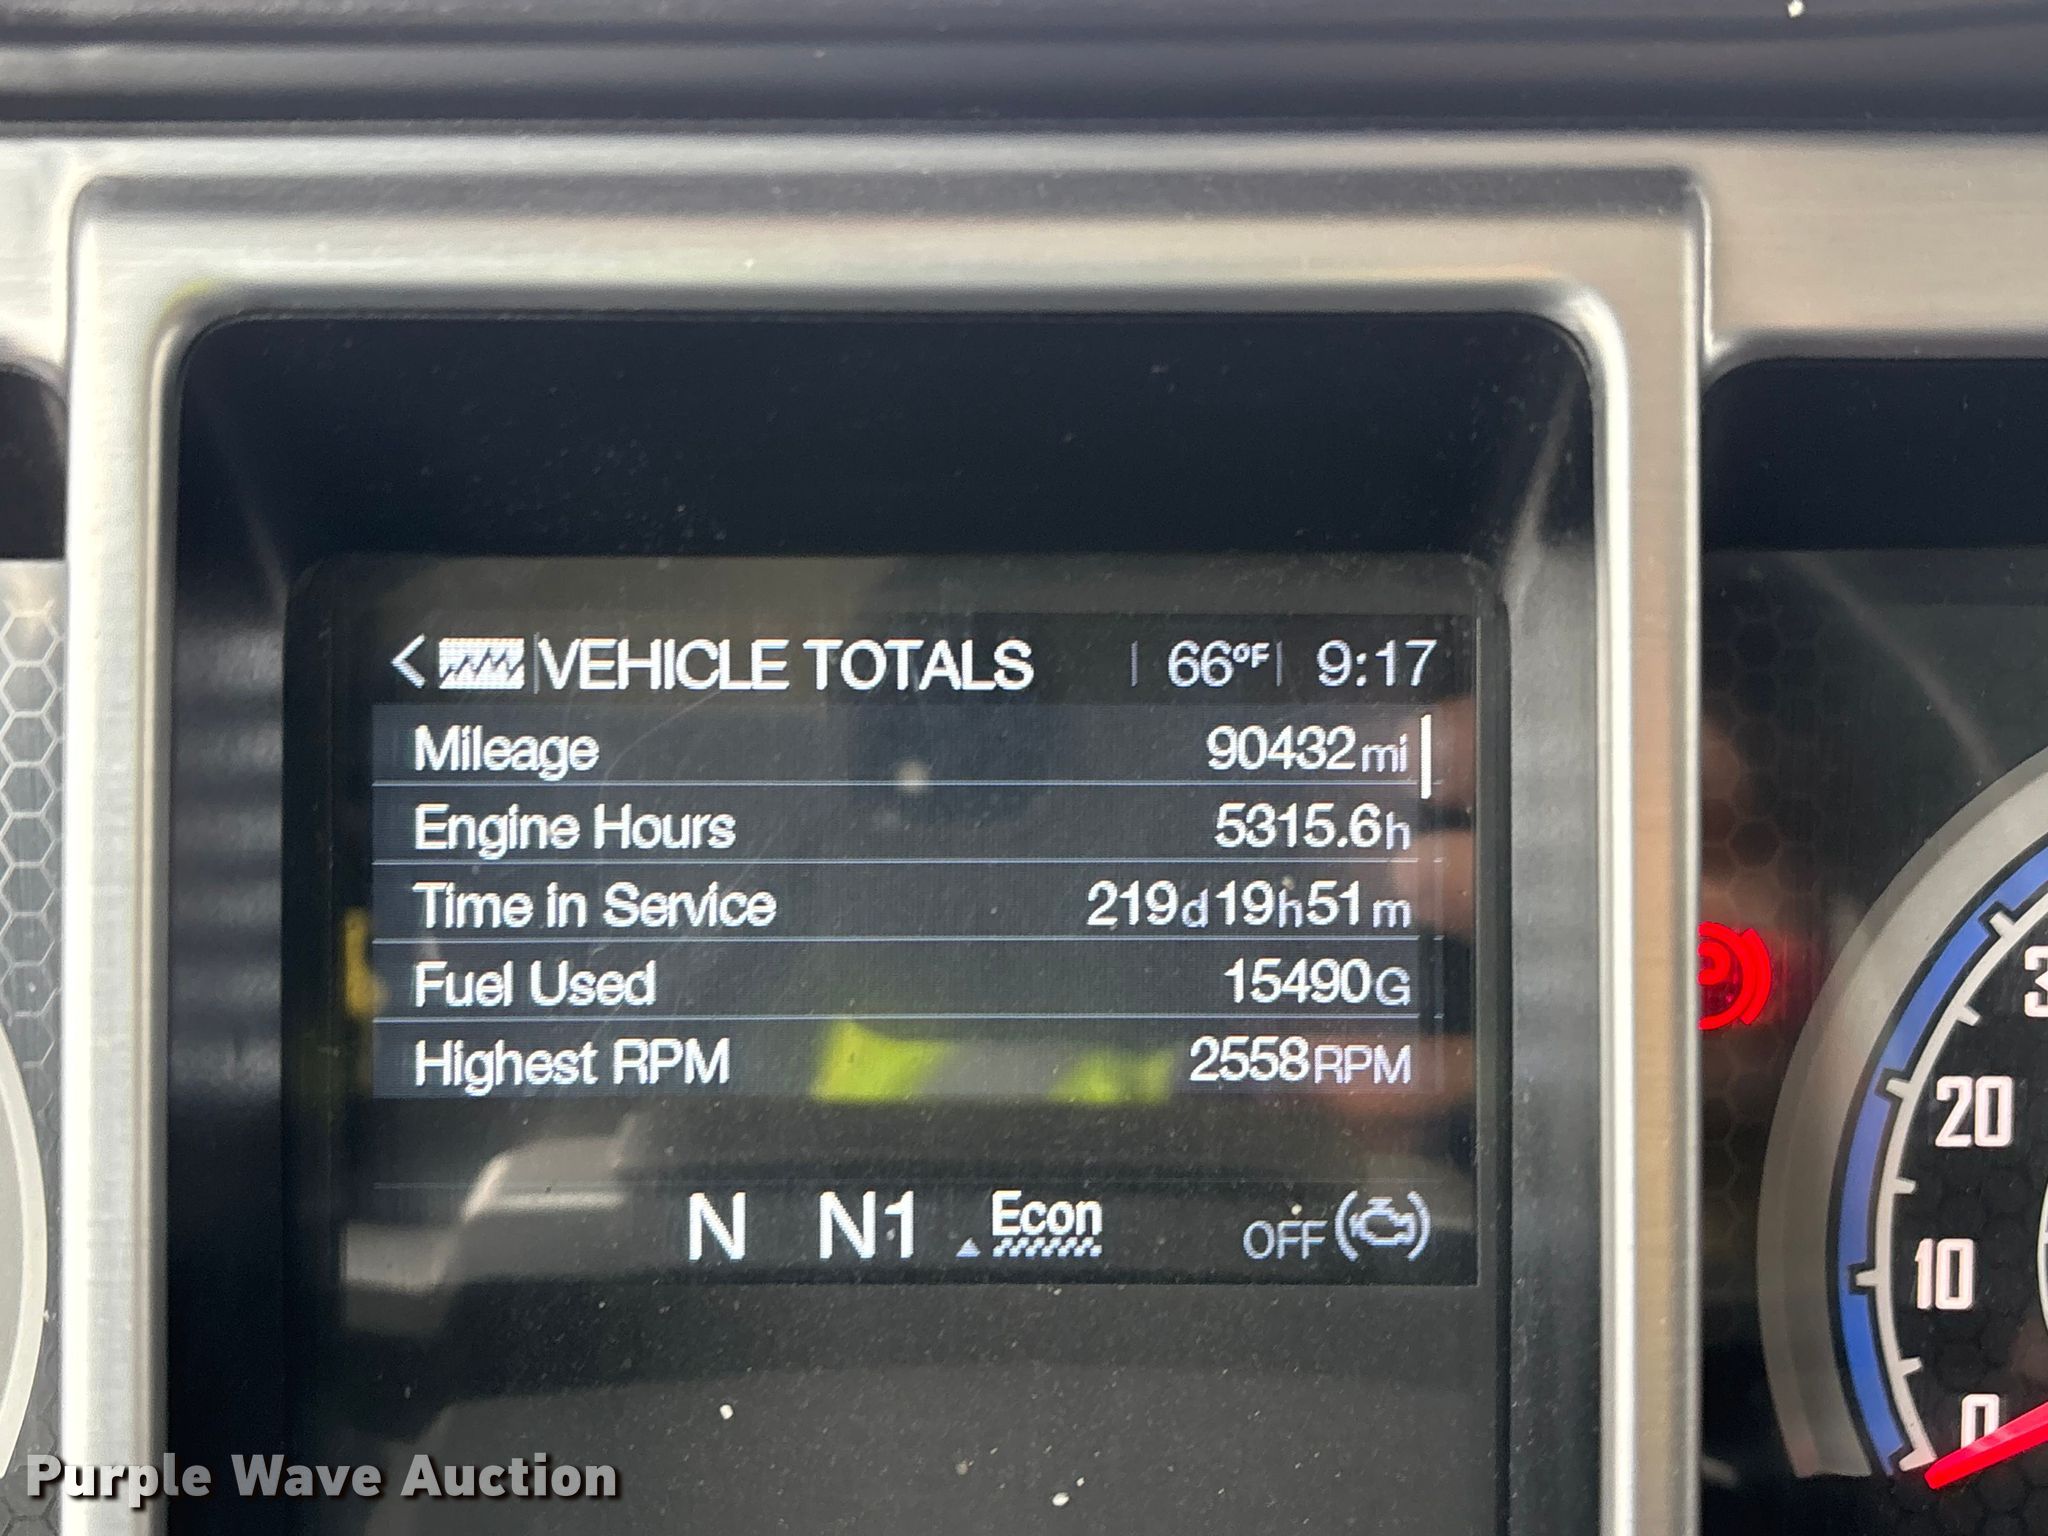 < VEHICLE TOTALS 66°F 9:17
Mileage 90432mi
Engine Hours 5315.6h
Time in Service 219d19h51m
Fuel Used 15490G
Highest RPM 2558RPM
N N1 Econ OFF
P
20
10
0
Purple Wave Auction